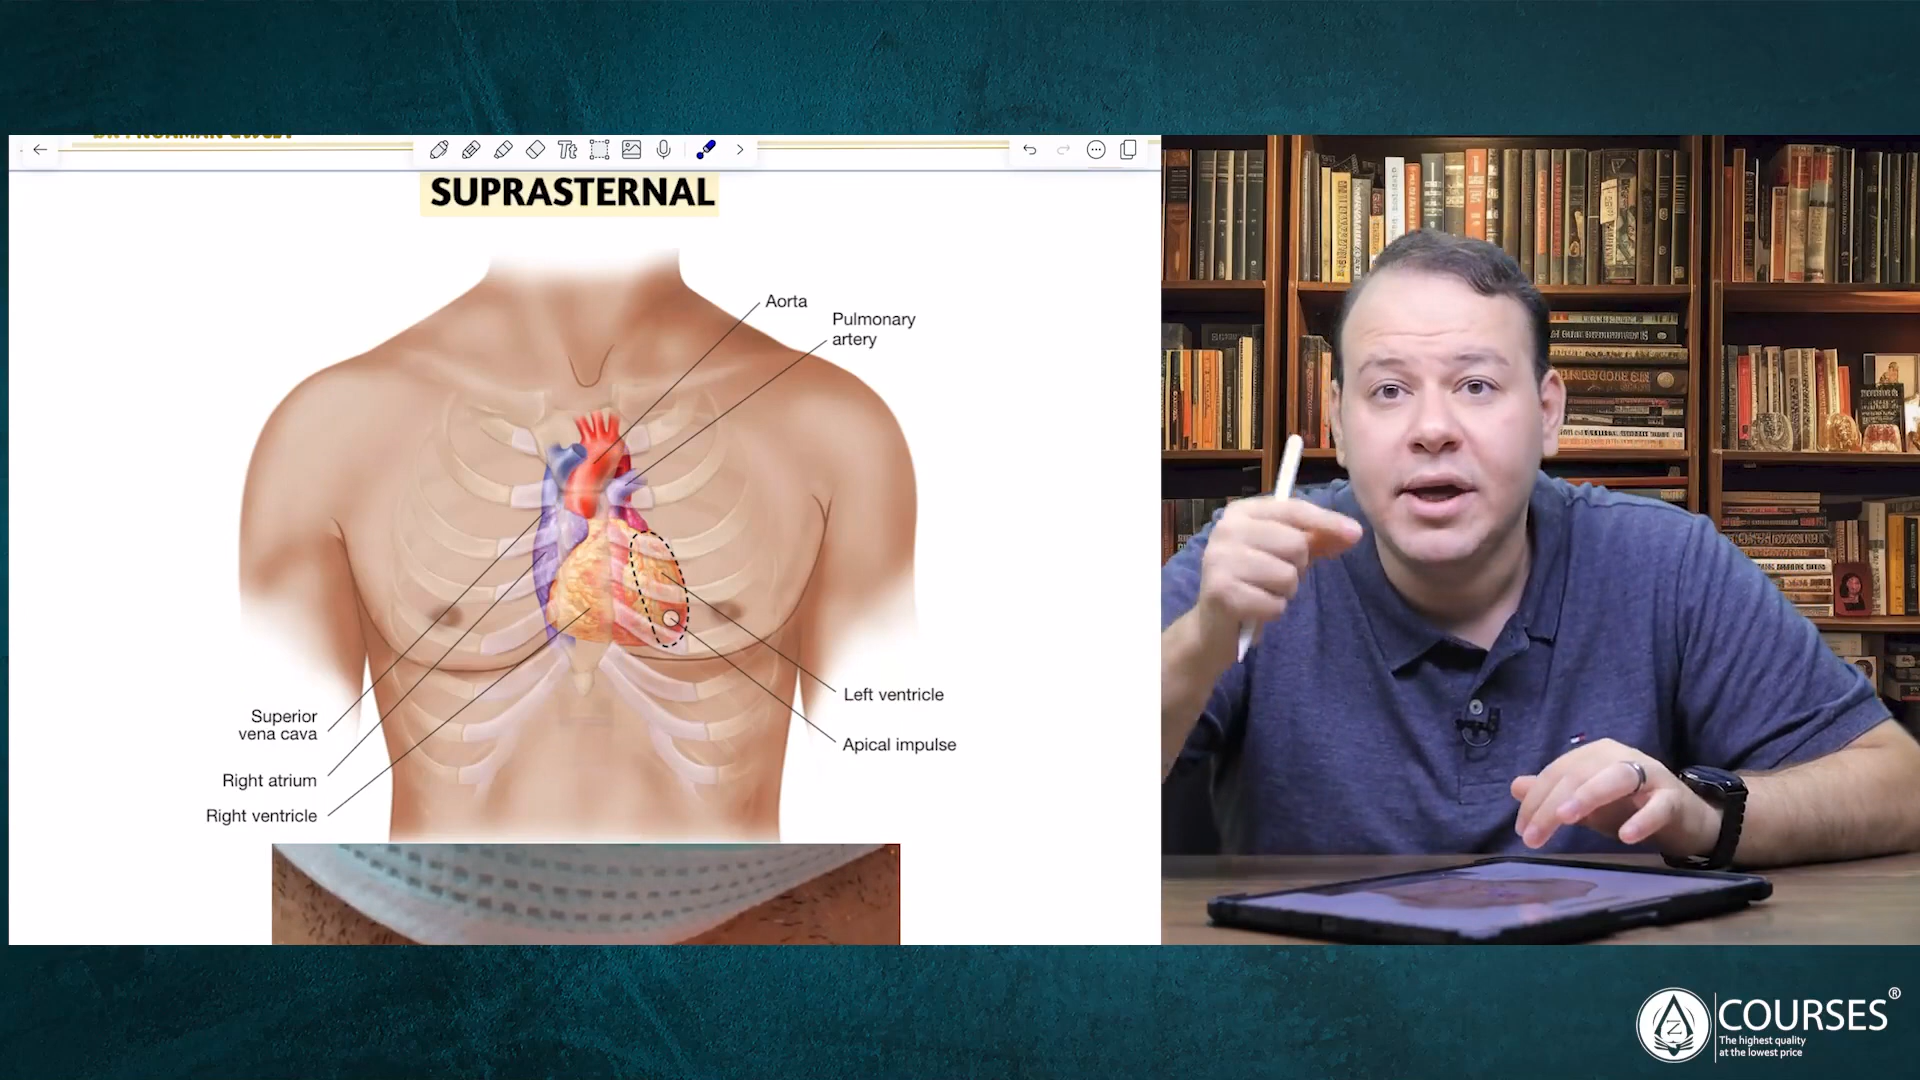 SUPRASTERNAL
Aorta
Pulmonary
artery
Left ventricle
Apical impulse
Superior
vena cava
Right atrium
Right ventricle
Tt
Z
COURSES®
The highest quality
at the lowest price